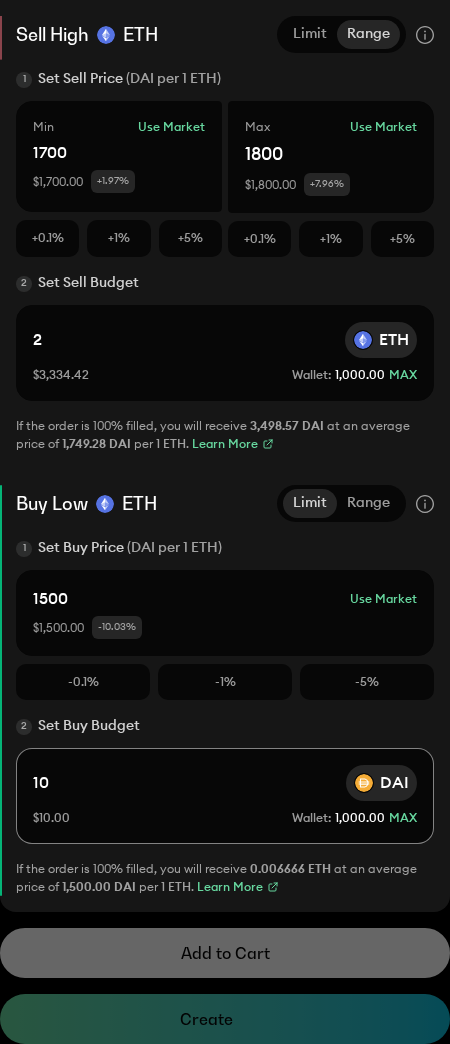 Sell High ETH Limit Range
1 Set Sell Price (DAI per 1 ETH)
Min Use Market Max Use Market
1700 1800
$1,700.00 +1.97% $1,800.00 +7.96%
+0.1% +1% +5% +0.1% +1% +5%
2 Set Sell Budget
2 ETH
$3,334.42 Wallet: 1,000.00 MAX
If the order is 100% filled, you will receive 3,498.57 DAI at an average
price of 1,749.28 DAI per 1 ETH. Learn More
Buy Low ETH Limit Range
1 Set Buy Price (DAI per 1 ETH)
1500 Use Market
$1,500.00 -10.03%
-0.1% -1% -5%
2 Set Buy Budget
10 DAI
$10.00 Wallet: 1,000.00 MAX
If the order is 100% filled, you will receive 0.006666 ETH at an average
price of 1,500.00 DAI per 1 ETH. Learn More
Add to Cart
Create